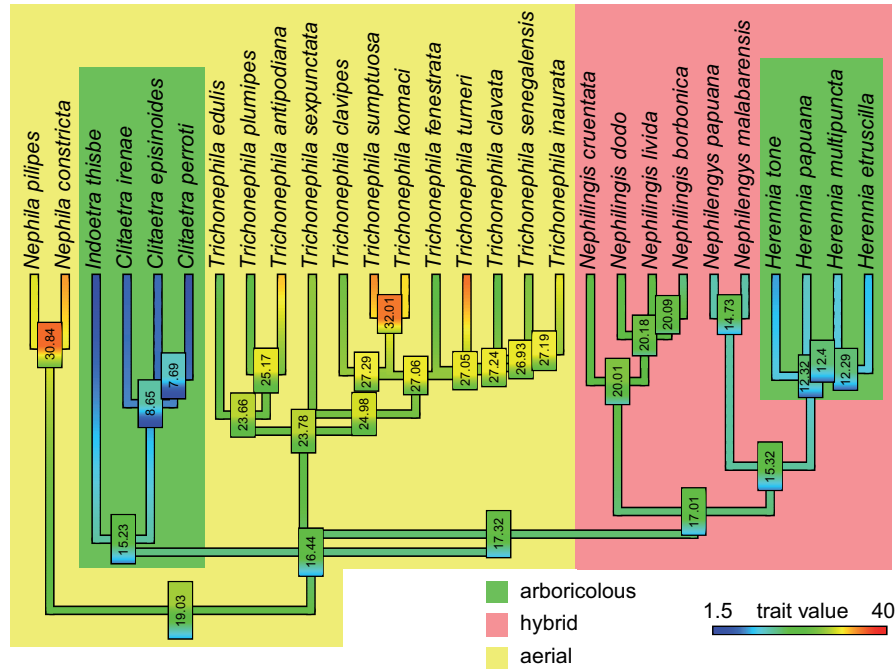 Nephila pilipes
Nephila constricta
Indoetra thisbe
Clitaetra irenae
Clitaetra episinoides
Clitaetra perroti
Trichonephila edulis
Trichonephila plumipes
Trichonephila antipodiana
Trichonephila sexpunctata
Trichonephila clavipes
Trichonephila sumptuosa
Trichonephila komaci
Trichonephila fenestrata
Trichonephila turneri
Trichonephila clavata
Trichonephila senegalensis
Trichonephila inaurata
Nephilingis cruentata
Nephilingis dodo
Nephilingis livida
Nephilingis borbonica
Nephilengys papuana
Nephilengys malabarensis
Herennia tone
Herennia papuana
Herennia multipuncta
Herennia etruscilla
30.84
8.65
7.69
15.23
19.03
23.66
25.17
23.78
16.44
27.29
24.98
32.01
27.06
27.05
27.24
26.93
27.19
17.32
20.01
20.18
20.09
17.01
14.73
15.32
12.32
12.4
12.29
arboricolous
hybrid
aerial
1.5 trait value 40